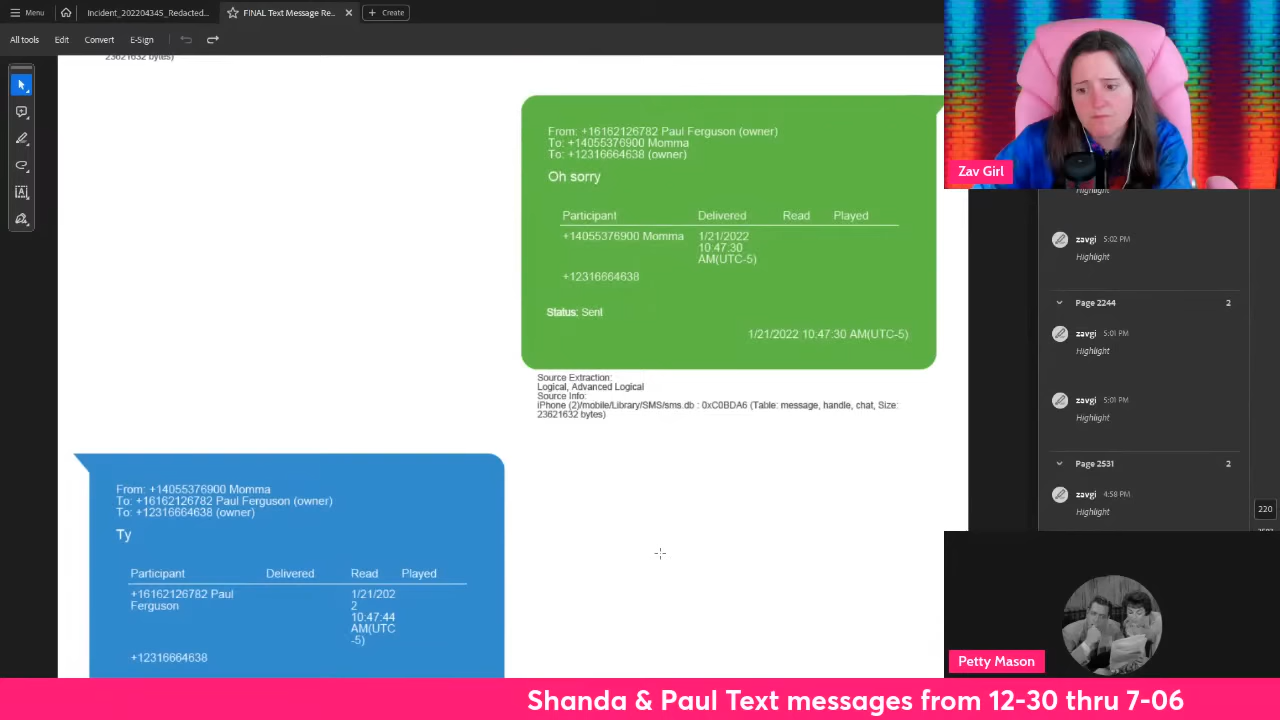 Menu
Incident_202204345_Redacted...
FINAL Text Message Re...
Create
All tools
Edit
Convert
E-Sign
23621632 bytes)
From: +16162126782 Paul Ferguson (owner)
To: +14055376900 Momma
To: +12316664638 (owner)
Oh sorry
Participant Delivered Read Played
+14055376900 Momma 1/21/2022
10:47:30
AM(UTC-5)
+12316664638
Status: Sent
1/21/2022 10:47:30 AM(UTC-5)
Source Extraction:
Logical, Advanced Logical
Source Info:
iPhone (2)/mobile/Library/SMS/sms.db : 0xC0BDA6 (Table: message, handle, chat, Size:
23621632 bytes)
From: +14055376900 Momma
To: +16162126782 Paul Ferguson (owner)
To: +12316664638 (owner)
Ty
Participant Delivered Read Played
+16162126782 Paul 1/21/202
Ferguson 2
10:47:44
AM(UTC
-5)
+12316664638
Zav Girl
Highlight
zavgi 5:02 PM
Highlight
Page 2244 2
zavgi 5:01 PM
Highlight
zavgi 5:01 PM
Highlight
Page 2531 2
zavgi 4:58 PM
Highlight
220
Petty Mason
Shanda & Paul Text messages from 12-30 thru 7-06